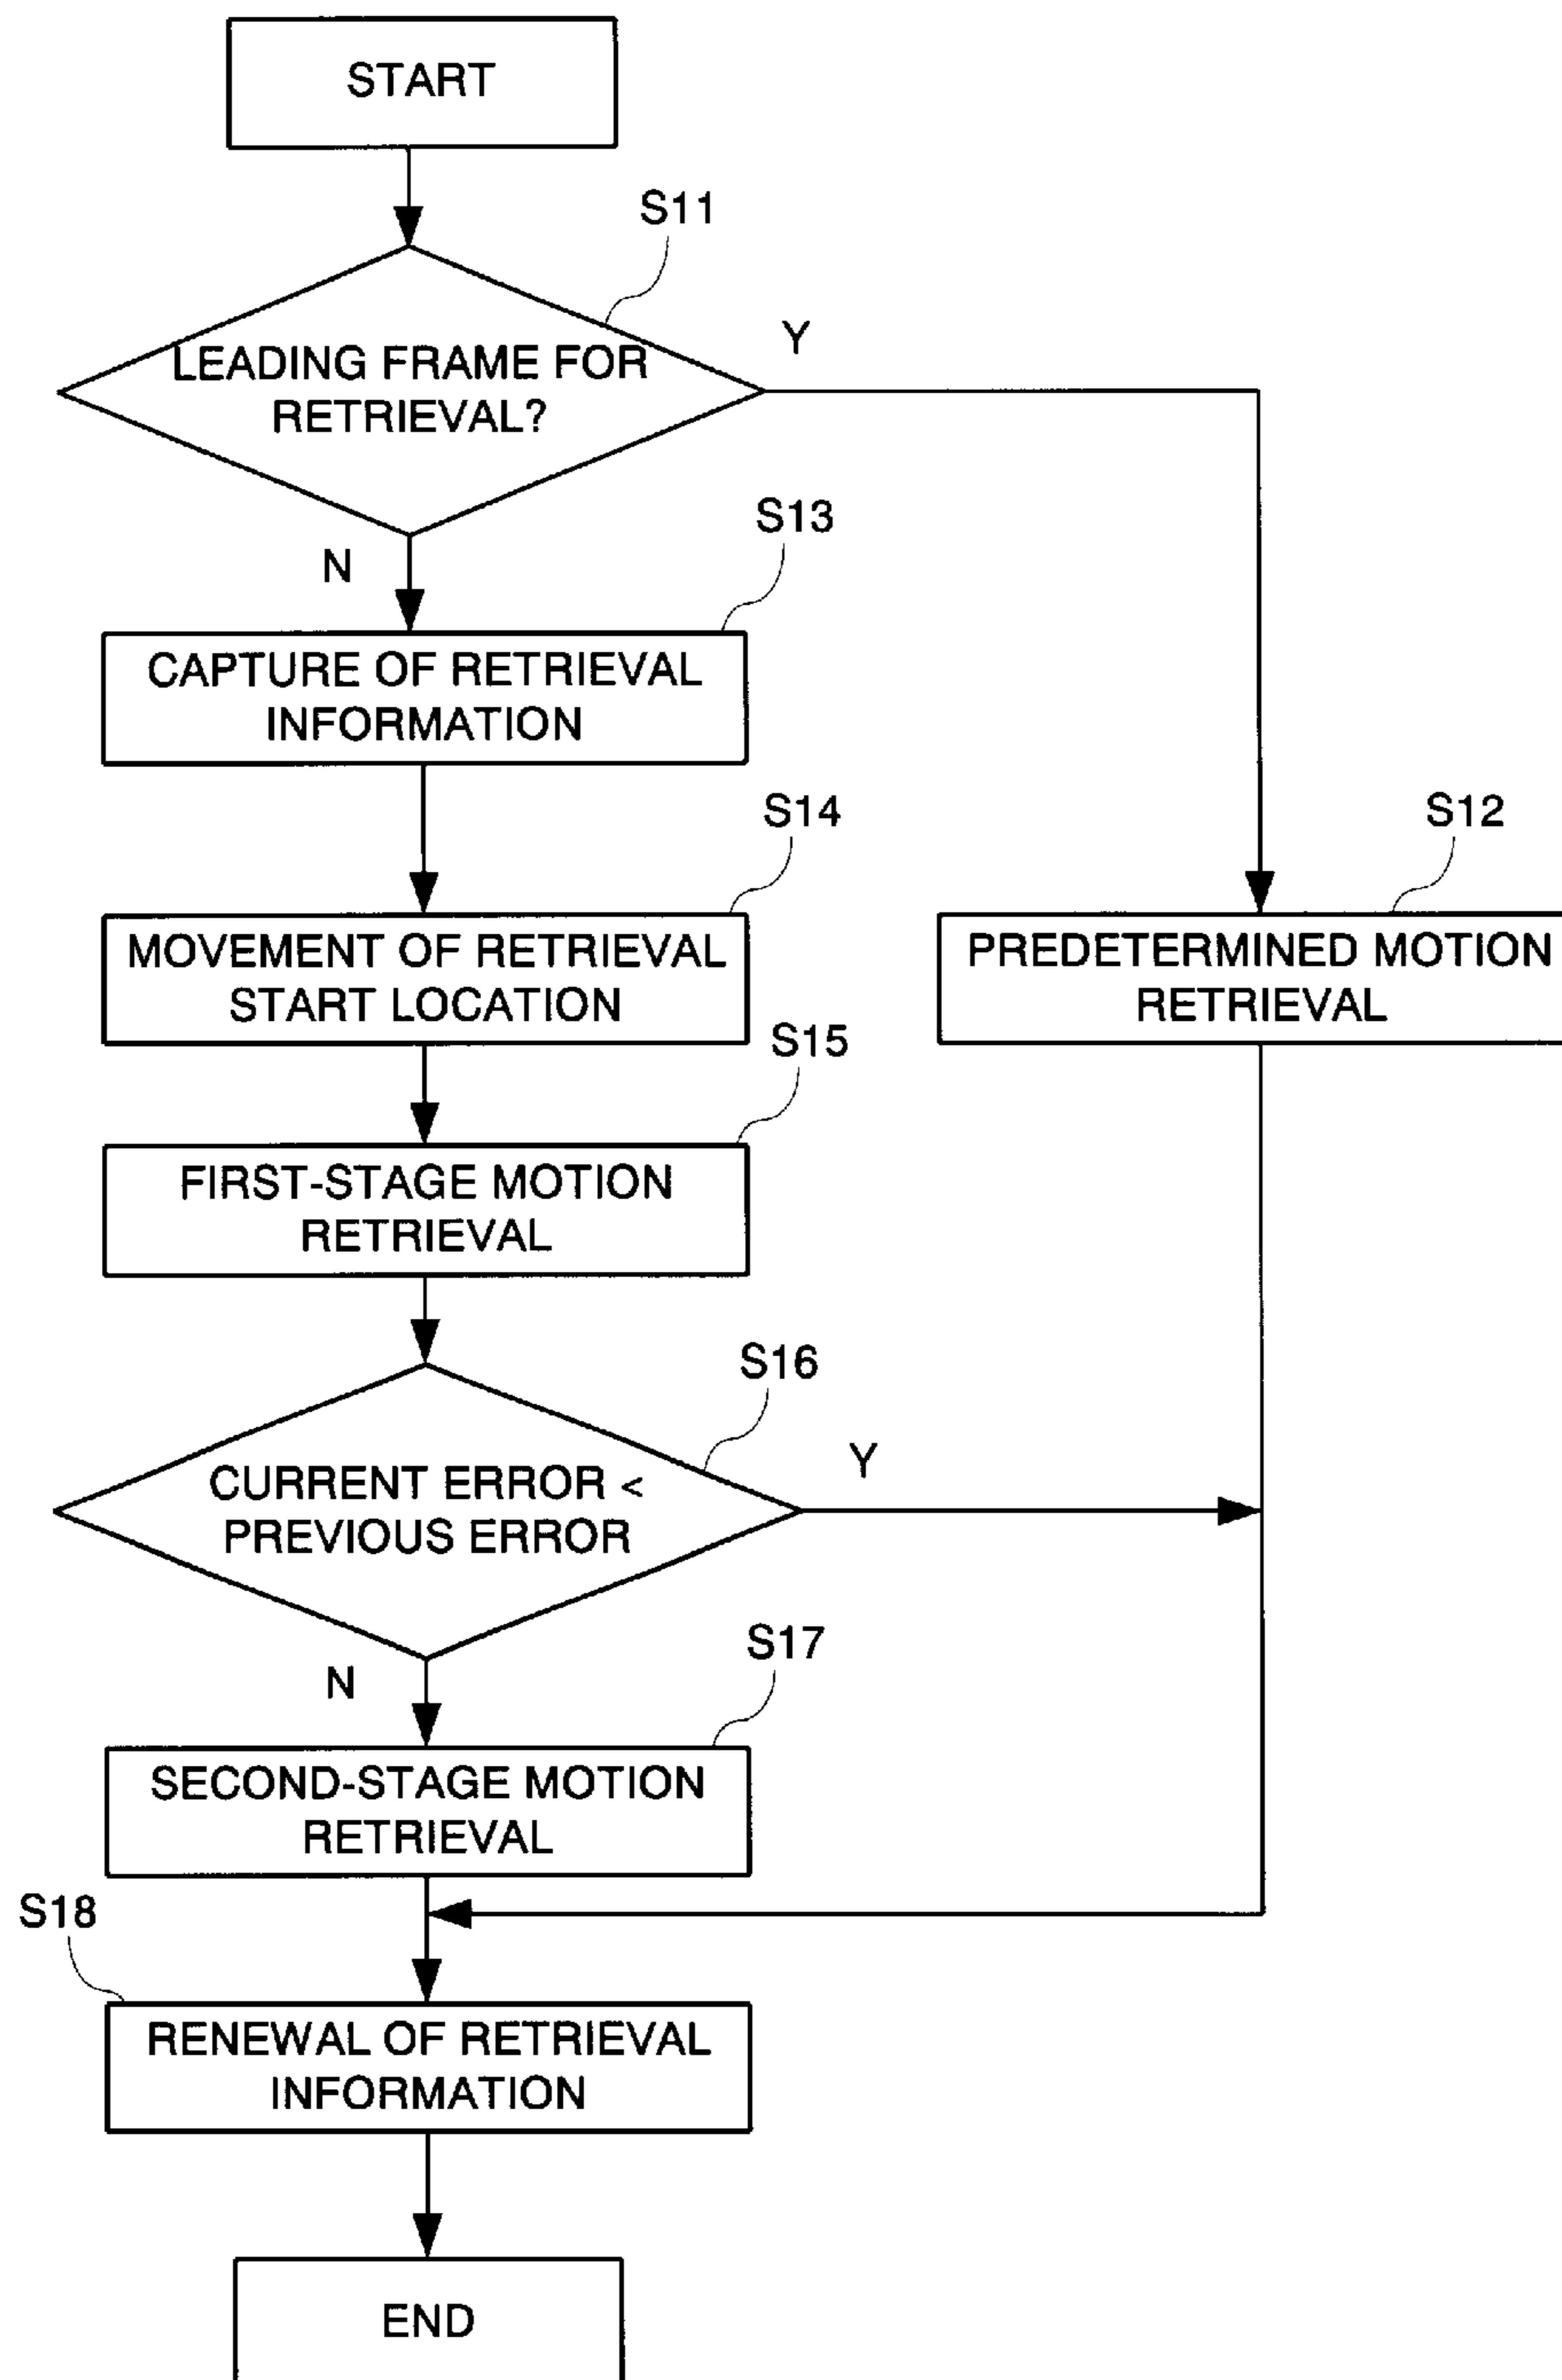 START
S11
LEADING FRAME FOR
RETRIEVAL?
Y
N
S13
CAPTURE OF RETRIEVAL
INFORMATION
S14
MOVEMENT OF RETRIEVAL
START LOCATION
S12
PREDETERMINED MOTION
RETRIEVAL
S15
FIRST-STAGE MOTION
RETRIEVAL
S16
CURRENT ERROR <
PREVIOUS ERROR
Y
N
S17
SECOND-STAGE MOTION
RETRIEVAL
S18
RENEWAL OF RETRIEVAL
INFORMATION
END